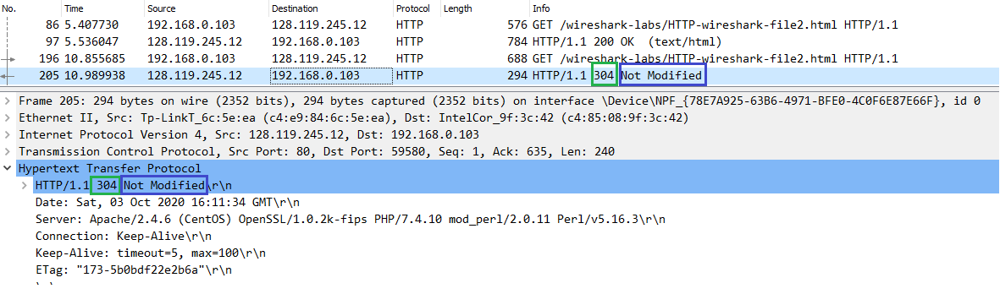 No. Time Source Destination Protocol Length Info
86 5.407730 192.168.0.103 128.119.245.12 HTTP 576 GET /wireshark-labs/HTTP-wireshark-file2.html HTTP/1.1
97 5.536047 128.119.245.12 192.168.0.103 HTTP 784 HTTP/1.1 200 OK (text/html)
196 10.855685 192.168.0.103 128.119.245.12 HTTP 688 GET /wireshark-labs/HTTP-wireshark-file2.html HTTP/1.1
205 10.989938 128.119.245.12 192.168.0.103 HTTP 294 HTTP/1.1 304 Not Modified
Frame 205: 294 bytes on wire (2352 bits), 294 bytes captured (2352 bits) on interface \Device\NPF_{78E7A925-63B6-4971-BFE0-4C0F6E87E66F}, id 0
Ethernet II, Src: Tp-LinkT_6c:5e:ea (c4:e9:84:6c:5e:ea), Dst: IntelCor_9f:3c:42 (c4:85:08:9f:3c:42)
Internet Protocol Version 4, Src: 128.119.245.12, Dst: 192.168.0.103
Transmission Control Protocol, Src Port: 80, Dst Port: 59580, Seq: 1, Ack: 635, Len: 240
Hypertext Transfer Protocol
HTTP/1.1 304 Not Modified\r\n
Date: Sat, 03 Oct 2020 16:11:34 GMT\r\n
Server: Apache/2.4.6 (CentOS) OpenSSL/1.0.2k-fips PHP/7.4.10 mod_perl/2.0.11 Perl/v5.16.3\r\n
Connection: Keep-Alive\r\n
Keep-Alive: timeout=5, max=100\r\n
ETag: "173-5b0bdf22e2b6a"\r\n